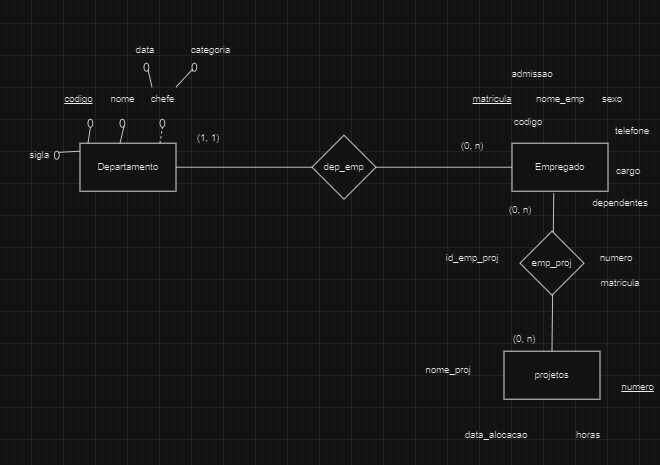 data
categoria
admissao
codigo
nome
chefe
matricula
nome_emp
sexo
codigo
telefone
(1, 1)
(0, n)
sigla
Departamento
dep_emp
Empregado
cargo
dependentes
(0, n)
id_emp_proj
emp_proj
numero
matricula
(0, n)
nome_proj
projetos
numero
data_alocacao
horas